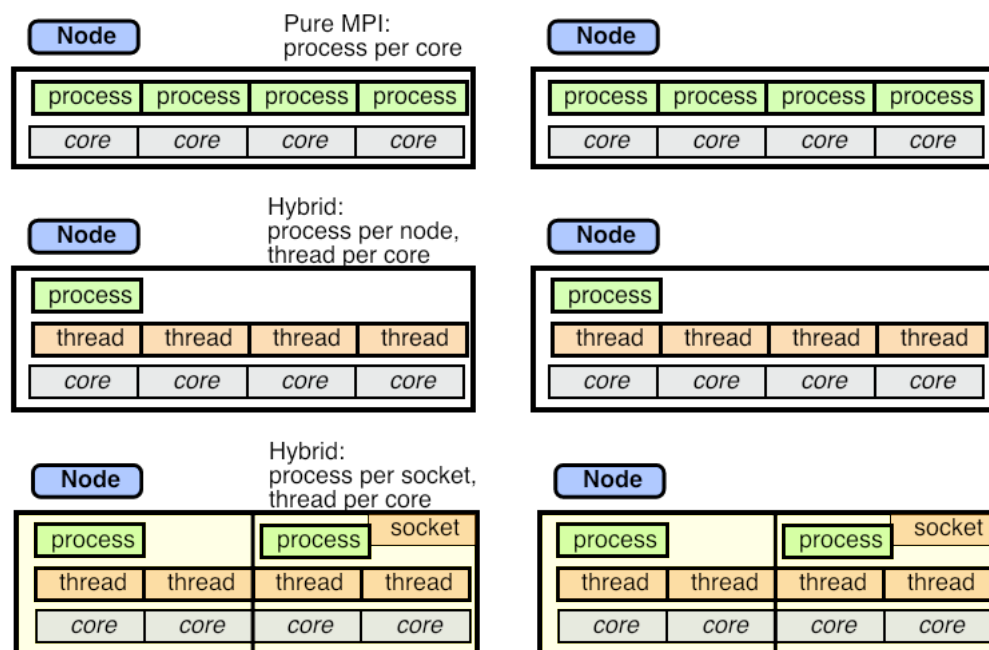 Pure MPI:
process per core
Node Node
process process process process process process process process
core core core core core core core core
Hybrid:
process per node,
thread per core
Node Node
process process
thread thread thread thread thread thread thread thread
core core core core core core core core
Hybrid:
process per socket,
thread per core
Node Node
process process socket process process socket
thread thread thread thread thread thread thread thread
core core core core core core core core